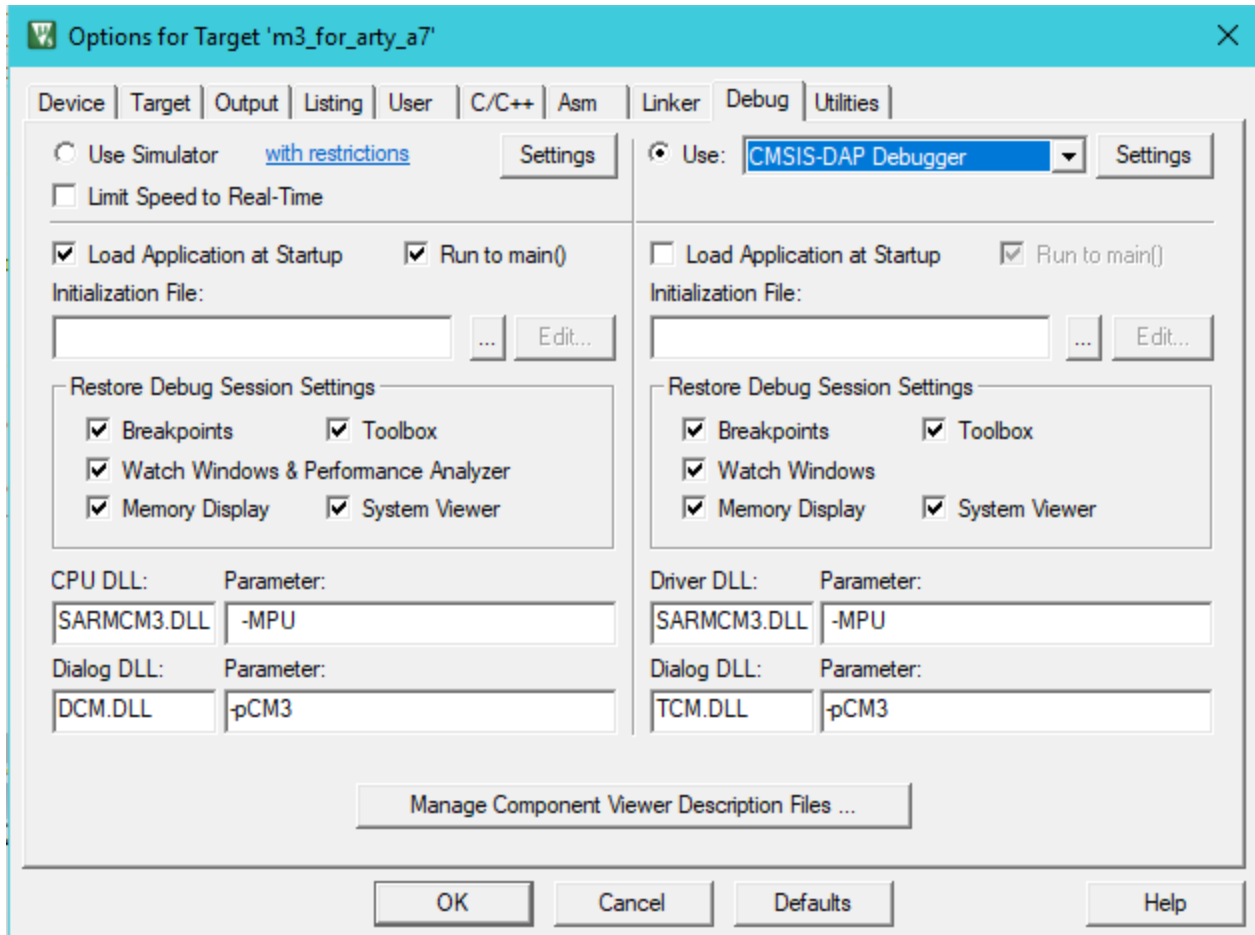 Options for Target 'm3_for_arty_a7'
Device Target Output Listing User C/C++ Asm Linker Debug Utilities
Use Simulator with restrictions Settings
Limit Speed to Real-Time
Load Application at Startup Run to main()
Initialization File:
... Edit...
Restore Debug Session Settings
Breakpoints Toolbox
Watch Windows & Performance Analyzer
Memory Display System Viewer
CPU DLL: Parameter:
SARMCM3.DLL -MPU
Dialog DLL: Parameter:
DCM.DLL -pCM3
Use: CMSIS-DAP Debugger Settings
Load Application at Startup Run to main()
Initialization File:
... Edit...
Restore Debug Session Settings
Breakpoints Toolbox
Watch Windows
Memory Display System Viewer
Driver DLL: Parameter:
SARMCM3.DLL -MPU
Dialog DLL: Parameter:
TCM.DLL -pCM3
Manage Component Viewer Description Files ...
OK Cancel Defaults Help